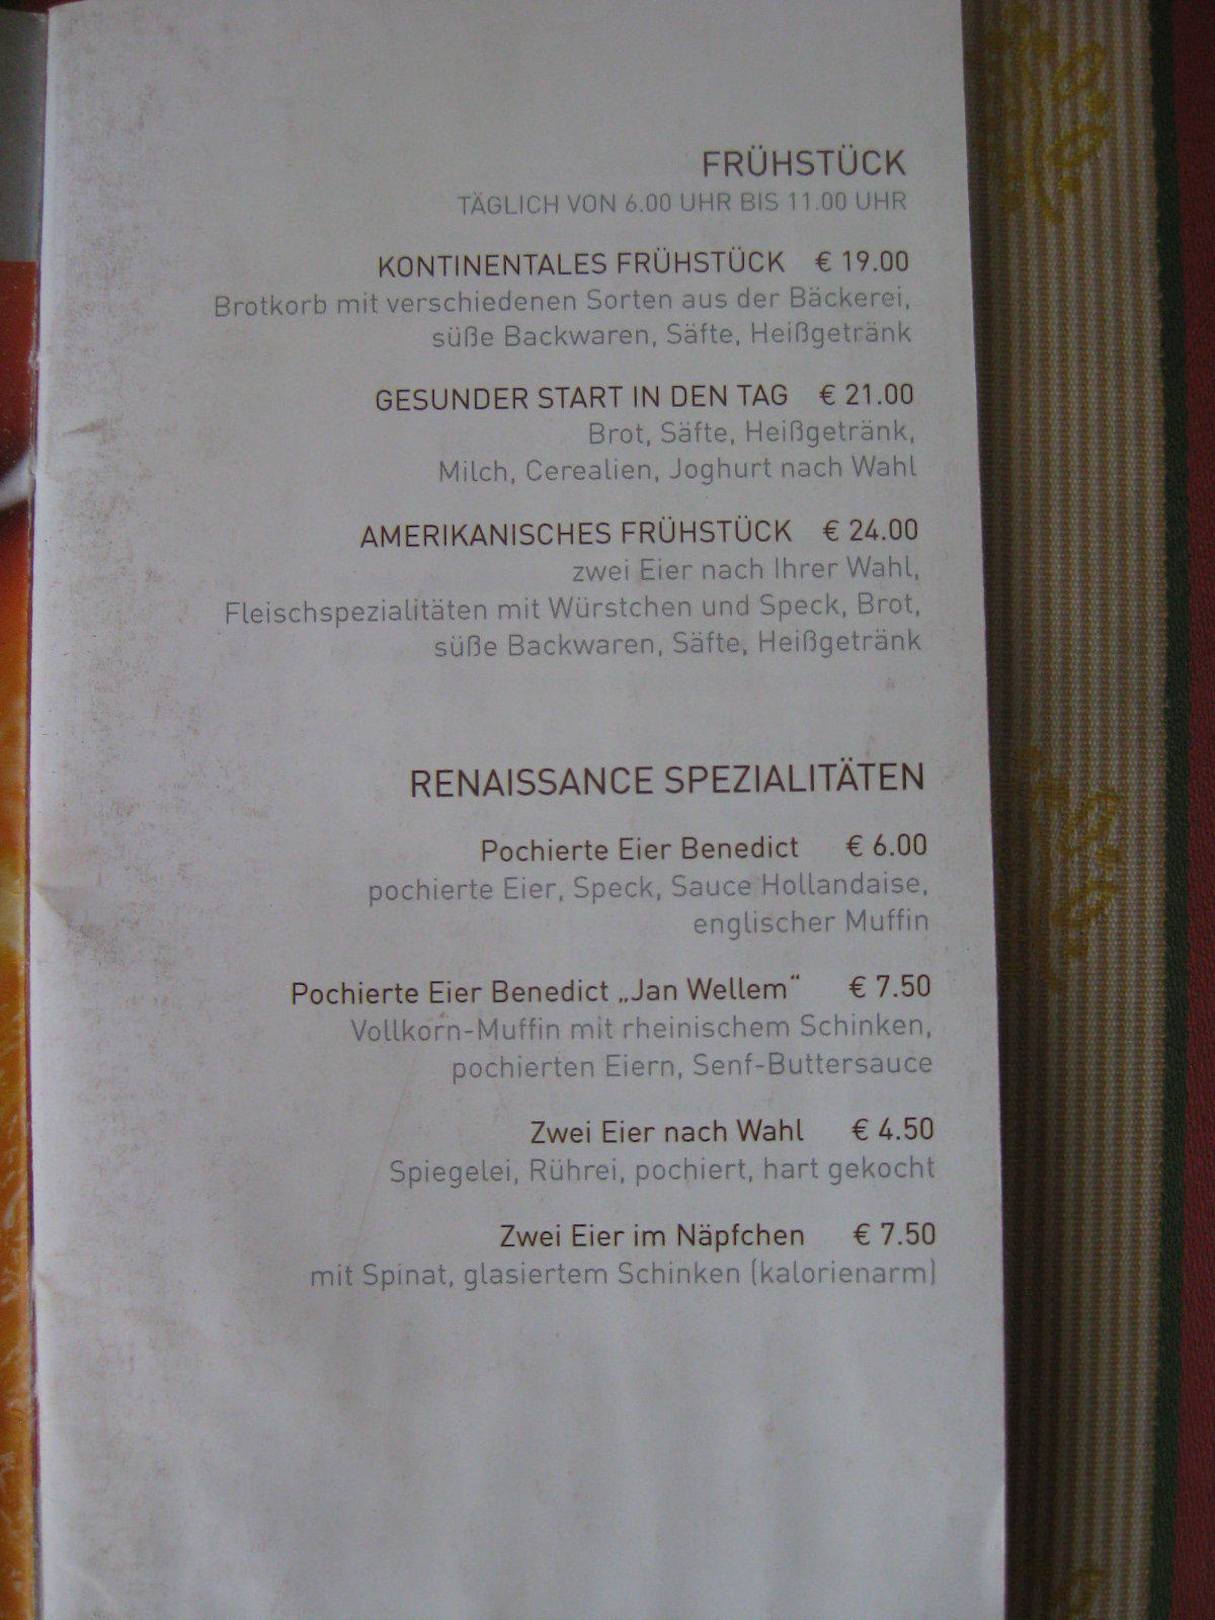 FRÜHSTÜCK
TÄGLICH VON 6.00 UHR BIS 11.00 UHR
KONTINENTALES FRÜHSTÜCK € 19.00
Brotkorb mit verschiedenen Sorten aus der Bäckerei,
süße Backwaren, Säfte, Heißgetränk
GESUNDER START IN DEN TAG € 21.00
Brot, Säfte, Heißgetränk,
Milch, Cerealien, Joghurt nach Wahl
AMERIKANISCHES FRÜHSTÜCK € 24.00
zwei Eier nach Ihrer Wahl,
Fleischspezialitäten mit Würstchen und Speck, Brot,
süße Backwaren, Säfte, Heißgetränk
RENAISSANCE SPEZIALITÄTEN
Pochierte Eier Benedict € 6.00
pochierte Eier, Speck, Sauce Hollandaise,
englischer Muffin
Pochierte Eier Benedict „Jan Wellem“ € 7.50
Vollkorn-Muffin mit rheinischem Schinken,
pochierten Eiern, Senf-Buttersauce
Zwei Eier nach Wahl € 4.50
Spiegelei, Rührei, pochiert, hart gekocht
Zwei Eier im Näpfchen € 7.50
mit Spinat, glasiertem Schinken (kalorienarm)